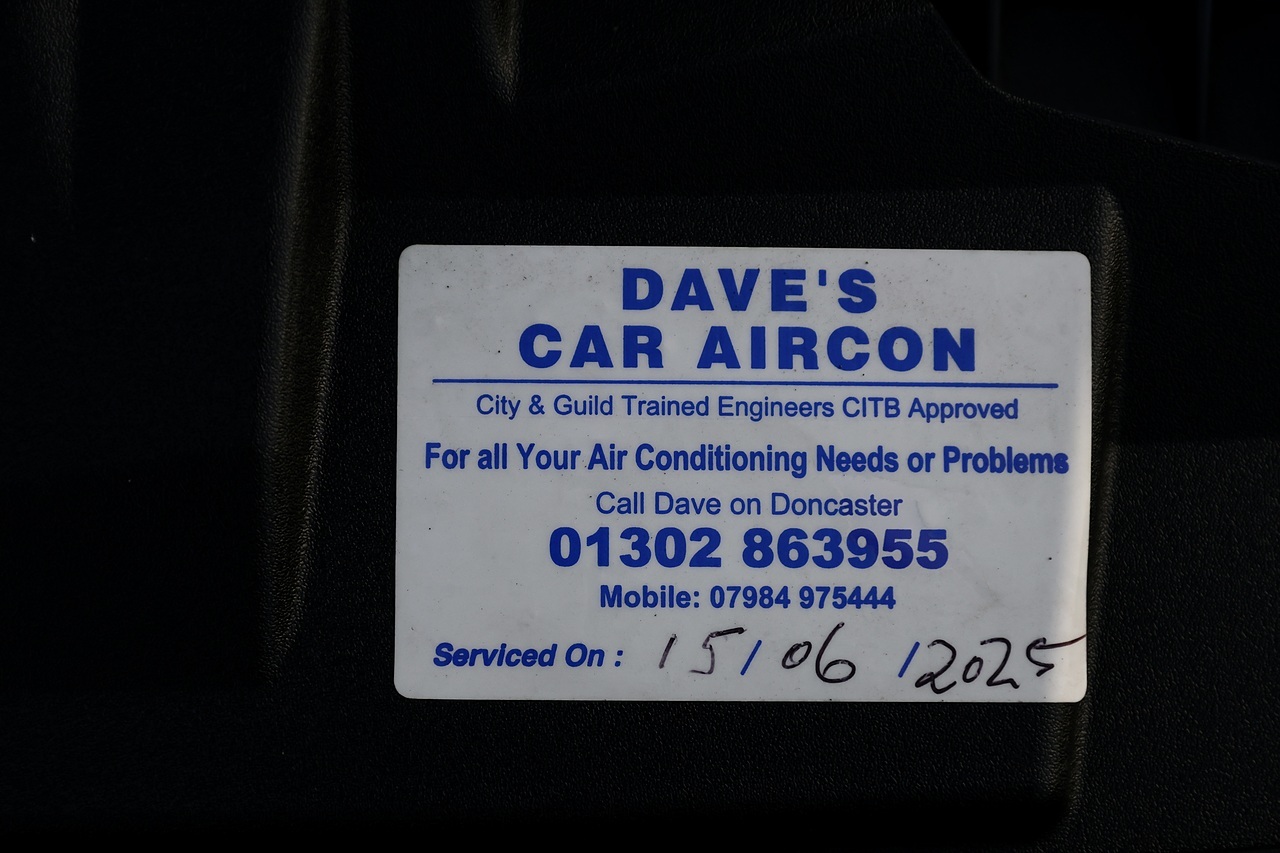 DAVE'S
CAR AIRCON
City & Guild Trained Engineers CITB Approved
For all Your Air Conditioning Needs or Problems
Call Dave on Doncaster
01302 863955
Mobile: 07984 975444
Serviced On : 15/06/2025